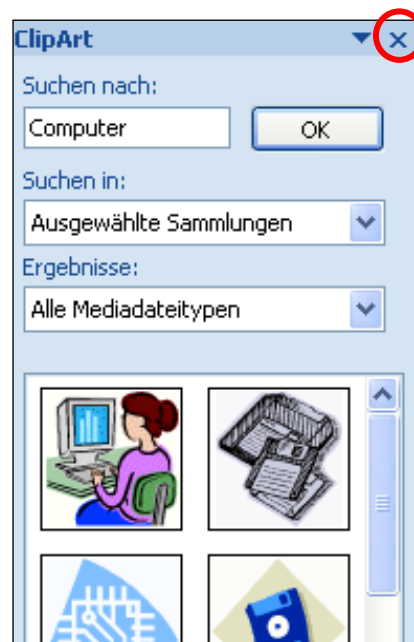 ClipArt
Suchen nach:
Computer OK
Suchen in:
Ausgewählte Sammlungen
Ergebnisse:
Alle Mediadateitypen